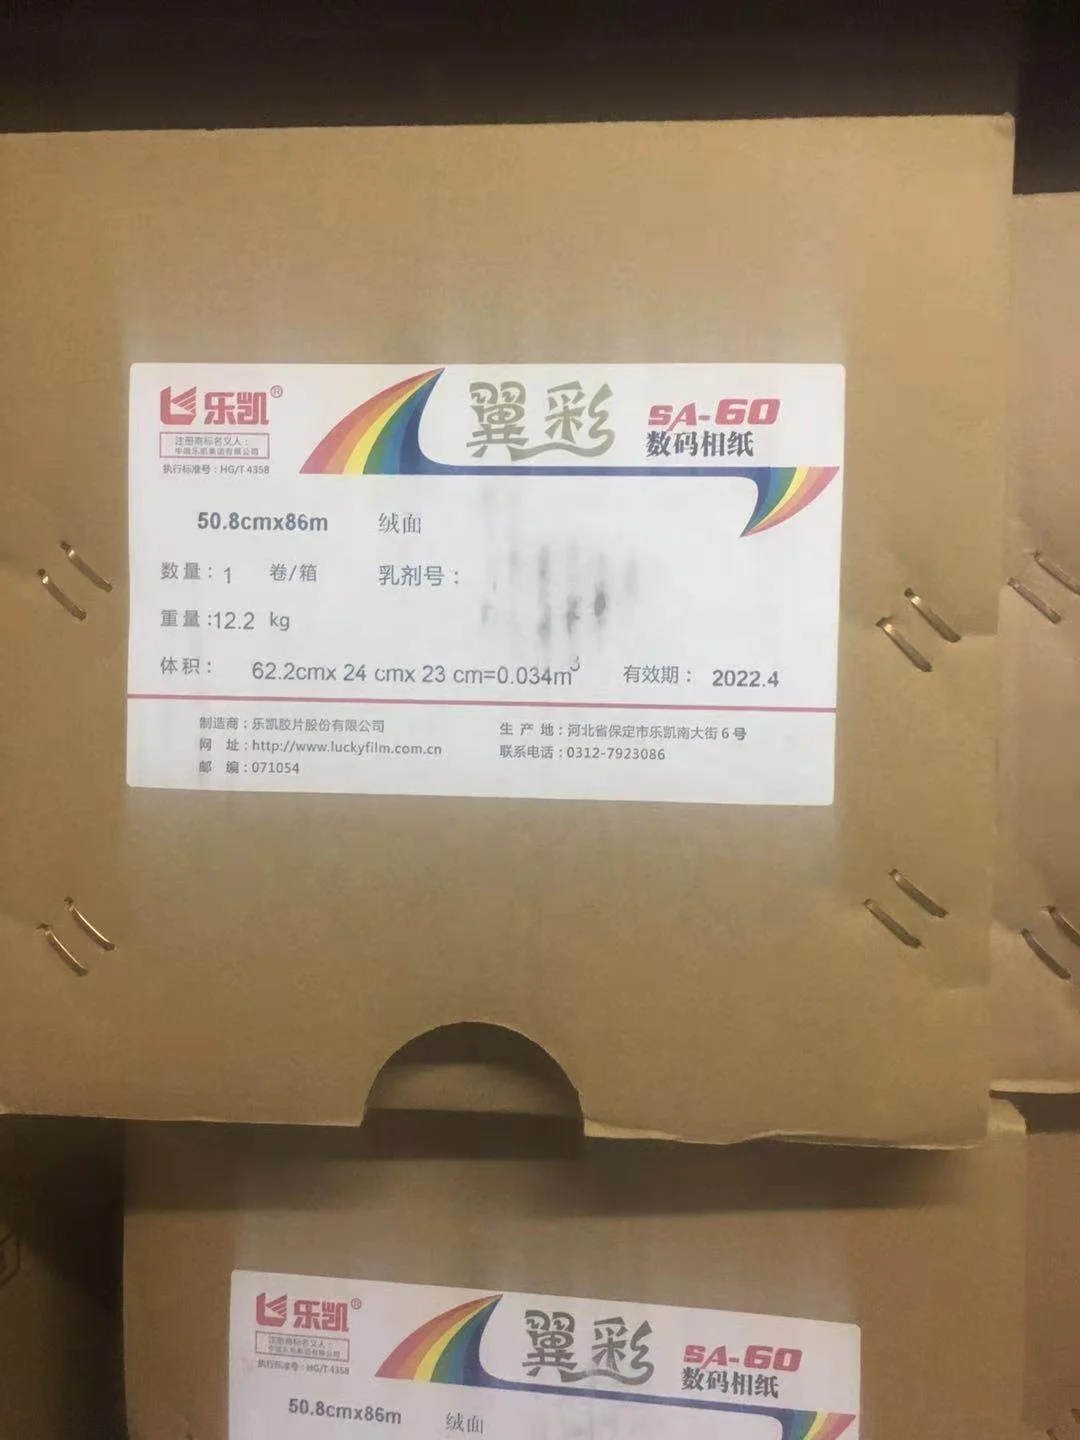 乐凯®
翼彩
SA-60
数码相纸
注册商标名义人:
中国乐凯集团有限公司
执行标准号:HG/T 4358
50.8cmx86m 绒面
数量:1 卷/箱 乳剂号:
重量:12.2 kg
体积: 62.2cmx 24 cmx 23 cm=0.034m³ 有效期: 2022.4
制造商:乐凯胶片股份有限公司 生 产 地:河北省保定市乐凯南大街6号
网 址:http://www.luckyfilm.com.cn 联系电话:0312-7923086
邮 编:071054
乐凯®
翼彩
SA-60
数码相纸
注册商标名义人:
中国乐凯集团有限公司
执行标准号:HG/T 4358
50.8cmx86m 绒面